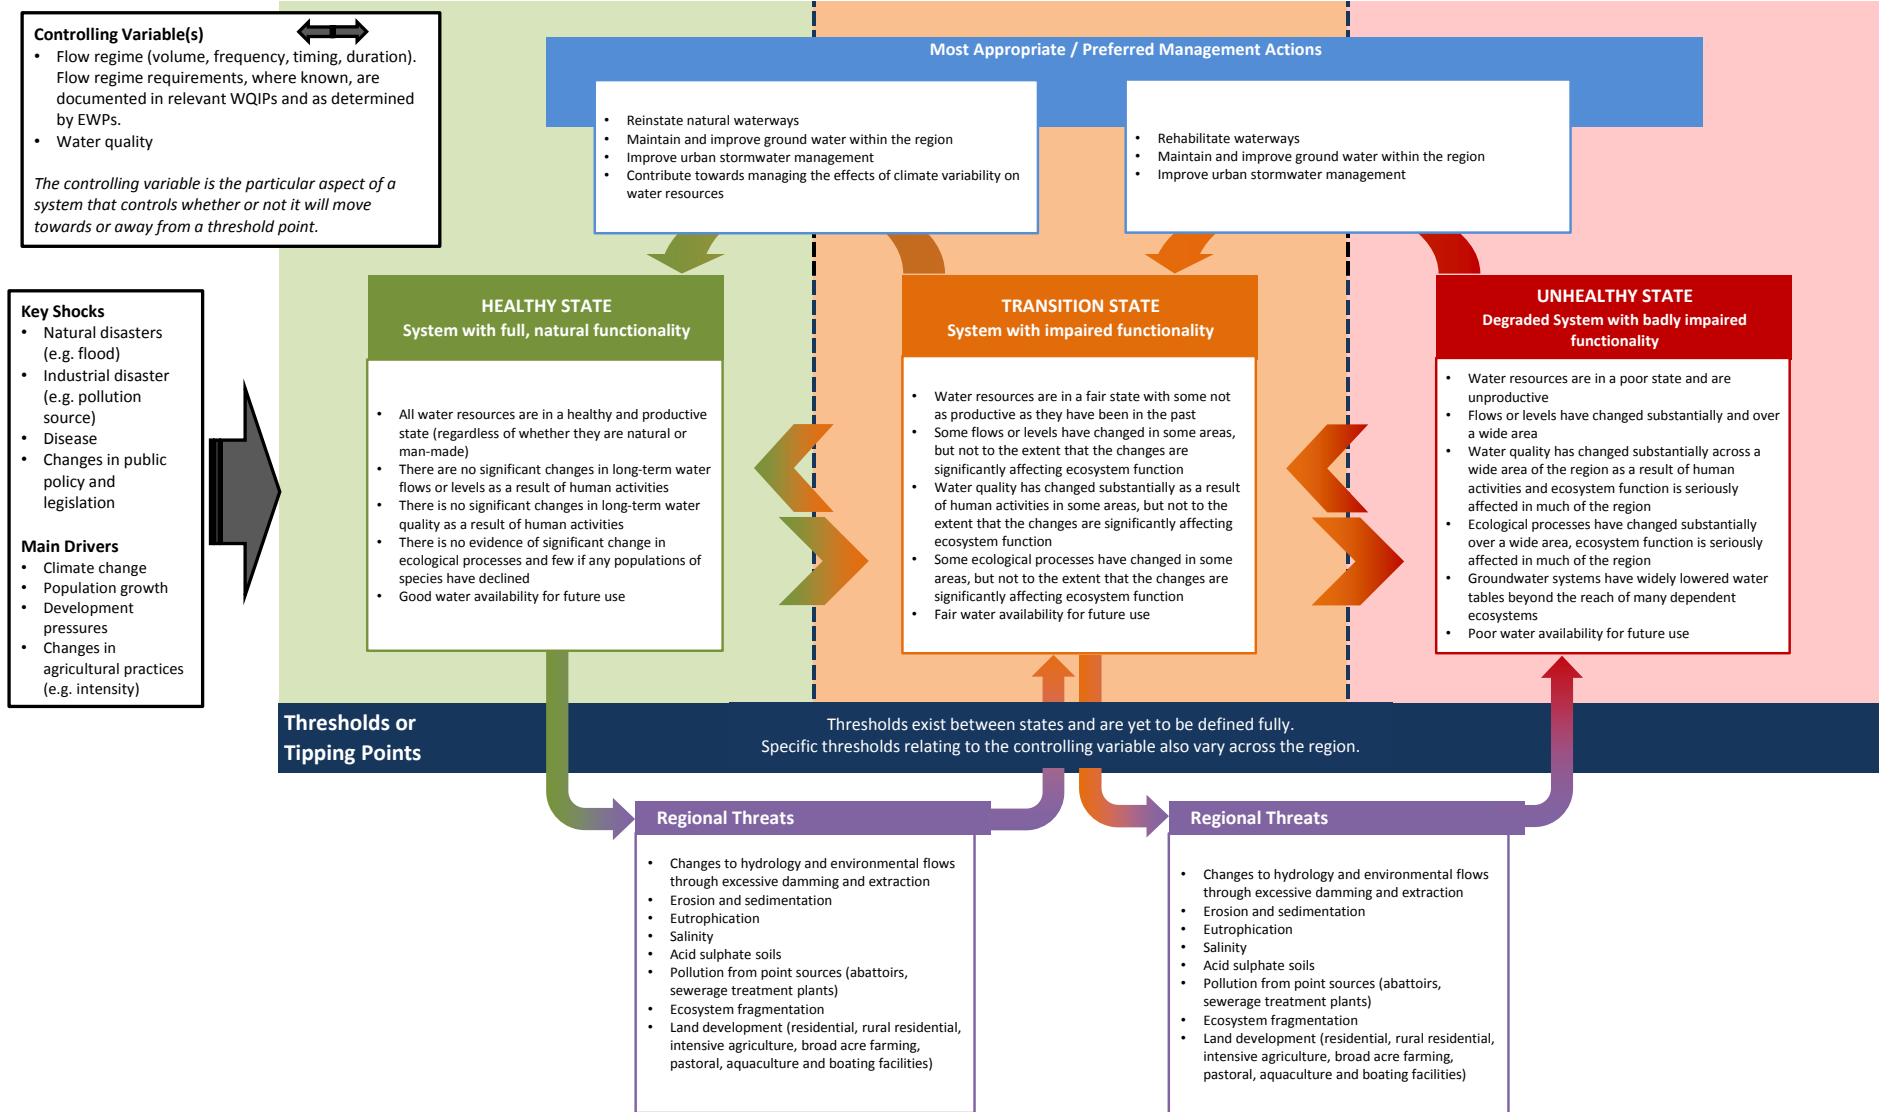 Controlling Variable(s)
• Flow regime (volume, frequency, timing, duration).
Flow regime requirements, where known, are
documented in relevant WQIPs and as determined
by EWPs.
• Water quality
The controlling variable is the particular aspect of a
system that controls whether or not it will move
towards or away from a threshold point.
Most Appropriate / Preferred Management Actions
• Reinstate natural waterways
• Maintain and improve ground water within the region
• Improve urban stormwater management
• Contribute towards managing the effects of climate variability on
water resources
• Rehabilitate waterways
• Maintain and improve ground water within the region
• Improve urban stormwater management
Key Shocks
• Natural disasters
(e.g. flood)
• Industrial disaster
(e.g. pollution
source)
• Disease
• Changes in public
policy and
legislation
Main Drivers
• Climate change
• Population growth
• Development
pressures
• Changes in
agricultural practices
(e.g. intensity)
HEALTHY STATE
System with full, natural functionality
• All water resources are in a healthy and productive
state (regardless of whether they are natural or
man-made)
• There are no significant changes in long-term water
flows or levels as a result of human activities
• There is no significant changes in long-term water
quality as a result of human activities
• There is no evidence of significant change in
ecological processes and few if any populations of
species have declined
• Good water availability for future use
TRANSITION STATE
System with impaired functionality
• Water resources are in a fair state with some not
as productive as they have been in the past
• Some flows or levels have changed in some areas,
but not to the extent that the changes are
significantly affecting ecosystem function
• Water quality has changed substantially as a result
of human activities in some areas, but not to the
extent that the changes are significantly affecting
ecosystem function
• Some ecological processes have changed in some
areas, but not to the extent that the changes are
significantly affecting ecosystem function
• Fair water availability for future use
UNHEALTHY STATE
Degraded System with badly impaired
functionality
• Water resources are in a poor state and are
unproductive
• Flows or levels have changed substantially and over
a wide area
• Water quality has changed substantially across a
wide area of the region as a result of human
activities and ecosystem function is seriously
affected in much of the region
• Ecological processes have changed substantially
over a wide area, ecosystem function is seriously
affected in much of the region
• Groundwater systems have widely lowered water
tables beyond the reach of many dependent
ecosystems
• Poor water availability for future use
Thresholds or
Tipping Points
Thresholds exist between states and are yet to be defined fully.
Specific thresholds relating to the controlling variable also vary across the region.
Regional Threats
• Changes to hydrology and environmental flows
through excessive damming and extraction
• Erosion and sedimentation
• Eutrophication
• Salinity
• Acid sulphate soils
• Pollution from point sources (abattoirs,
sewerage treatment plants)
• Ecosystem fragmentation
• Land development (residential, rural residential,
intensive agriculture, broad acre farming,
pastoral, aquaculture and boating facilities)
Regional Threats
• Changes to hydrology and environmental flows
through excessive damming and extraction
• Erosion and sedimentation
• Eutrophication
• Salinity
• Acid sulphate soils
• Pollution from point sources (abattoirs,
sewerage treatment plants)
• Ecosystem fragmentation
• Land development (residential, rural residential,
intensive agriculture, broad acre farming,
pastoral, aquaculture and boating facilities)